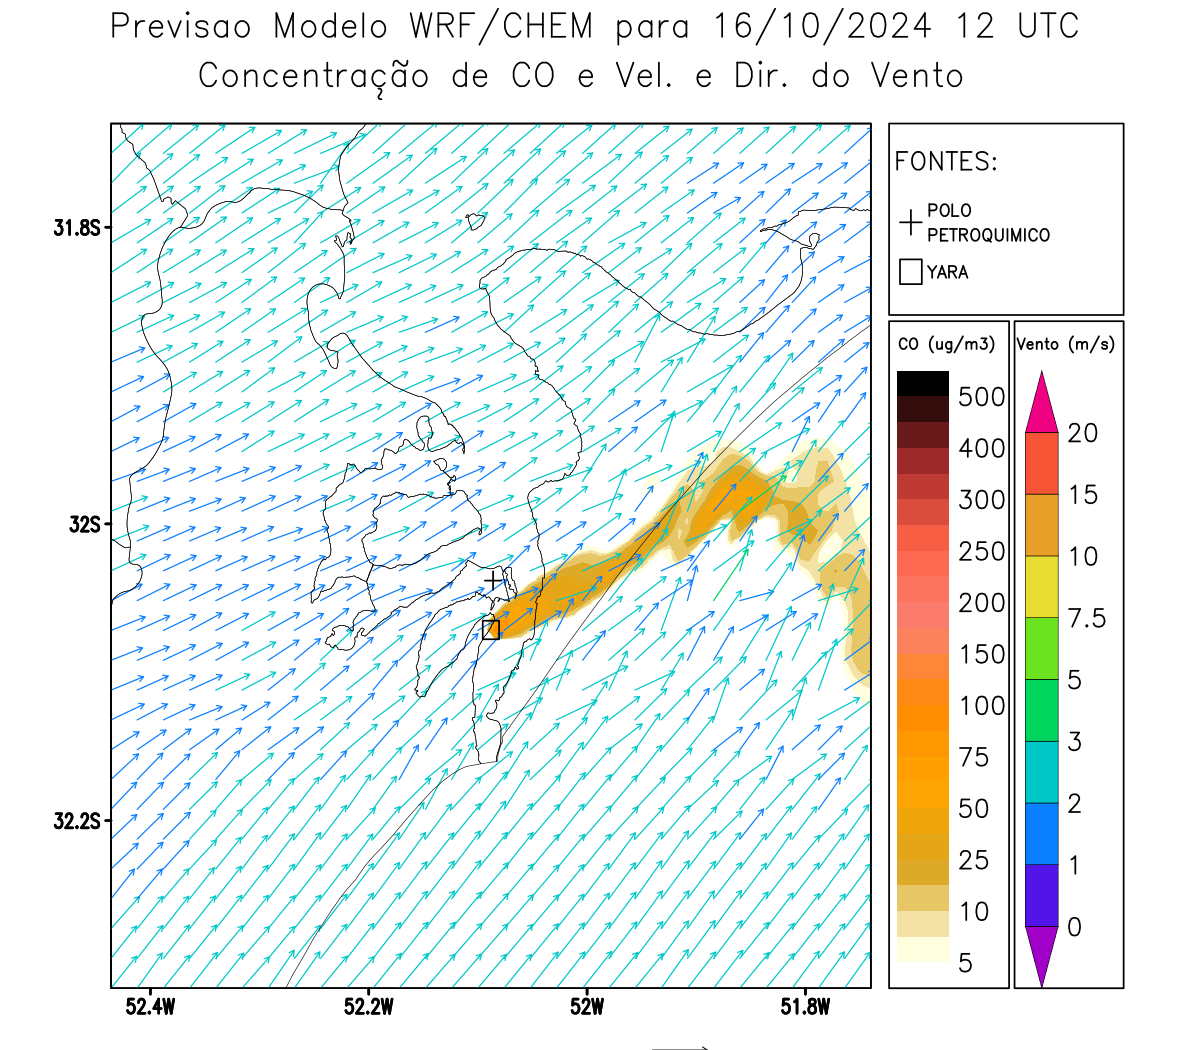 Previsao Modelo WRF/CHEM para 16/10/2024 12 UTC
Concentração de CO e Vel. e Dir. do Vento
FONTES:
POLO
PETROQUIMICO
YARA
CO (ug/m3)
500
400
300
250
200
150
100
75
50
25
10
5
Vento (m/s)
20
15
10
7.5
5
3
2
1
0
31.8S
32S
32.2S
52.4W
52.2W
52W
51.8W